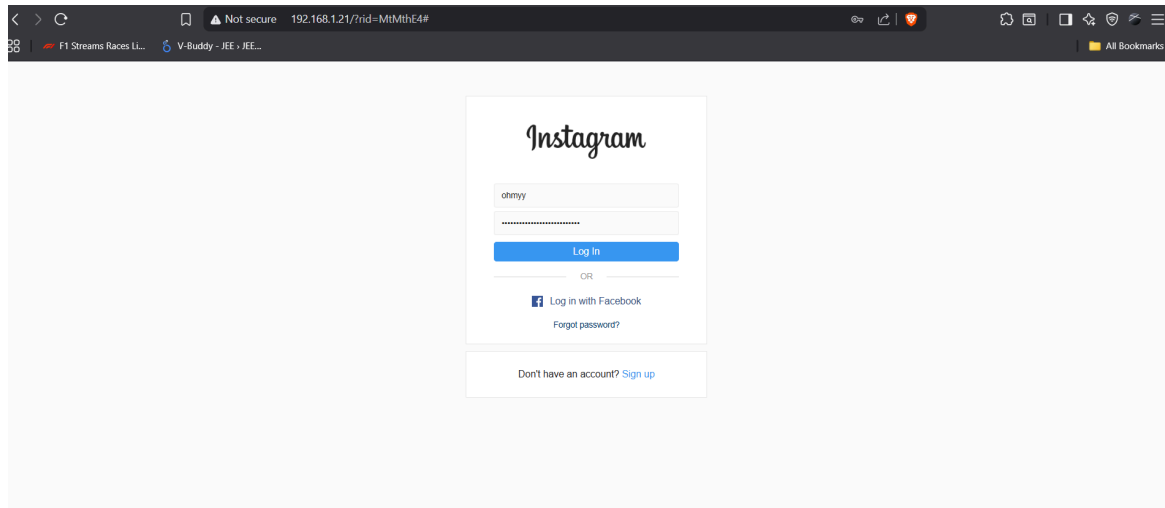 Not secure 192.168.1.21/?rid=MtMthE4#
F1 Streams Races Li... V-Buddy - JEE › JEE... All Bookmarks
Instagram
ohmyy
Log In
OR
Log in with Facebook
Forgot password?
Don't have an account? Sign up